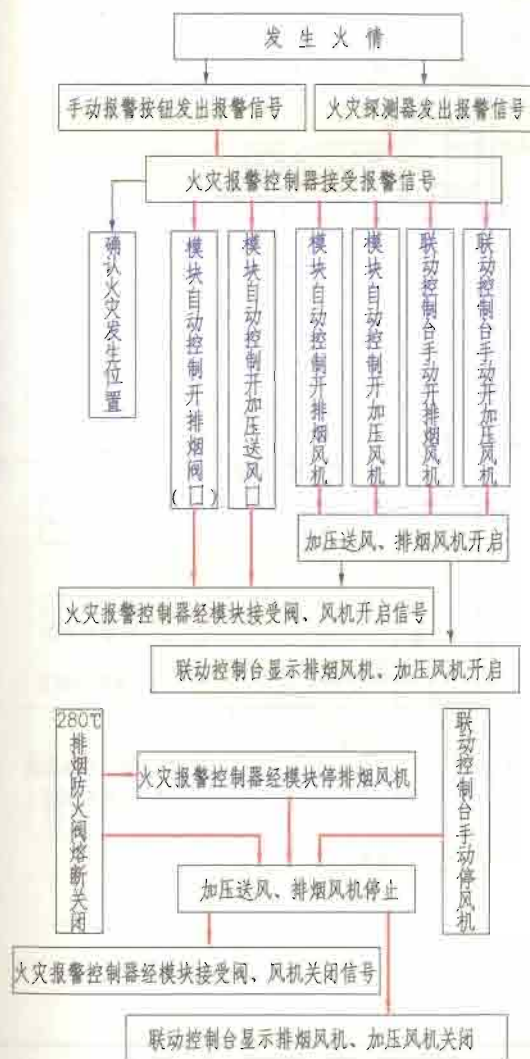 发生火情
手动报警按钮发出报警信号
火灾探测器发出报警信号
火灾报警控制器接受报警信号
确认火灾发生位置
模块自动控制开排烟阀(口)
模块自动控制开加压送风口
模块自动控制开排烟风机
模块自动控制开加压风机
联动控制台手动开排烟风机
联动控制台手动开加压风机
加压送风、排烟风机开启
火灾报警控制器经模块接受阀、风机开启信号
联动控制台显示排烟风机、加压风机开启
280℃排烟防火阀熔断关闭
火灾报警控制器经模块停排烟风机
联动控制台手动停风机
加压送风、排烟风机停止
火灾报警控制器经模块接受阀、风机关闭信号
联动控制台显示排烟风机、加压风机关闭